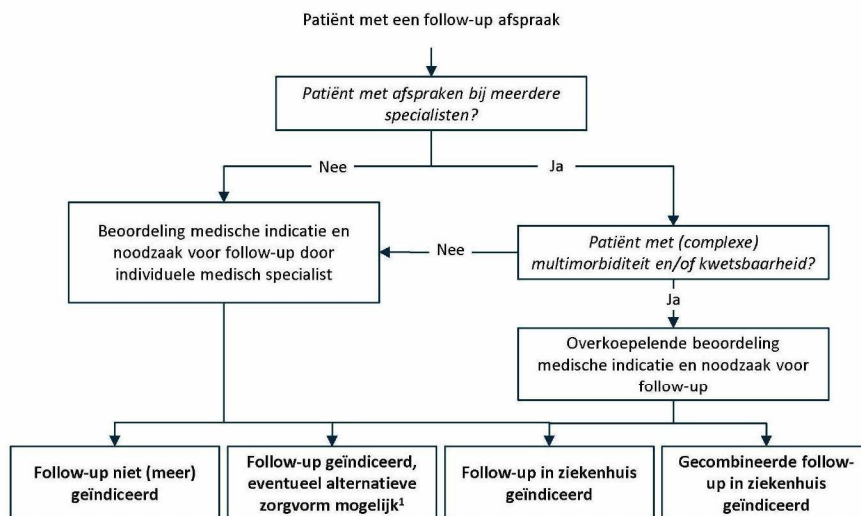 Patiënt met een follow-up afspraak
Patiënt met afspraken bij meerdere
specialisten?
Nee
Ja
Beoordeling medische indicatie en
noodzaak voor follow-up door
individuele medisch specialist
Nee
Patiënt met (complexe)
multimorbiditeit en/of kwetsbaarheid?
Ja
Overkoepelende beoordeling
medische indicatie en noodzaak voor
follow-up
Follow-up niet (meer)
geïndiceerd
Follow-up geïndiceerd,
eventueel alternatieve
zorgvorm mogelijk¹
Follow-up in ziekenhuis
geïndiceerd
Gecombineerde follow-
up in ziekenhuis
geïndiceerd